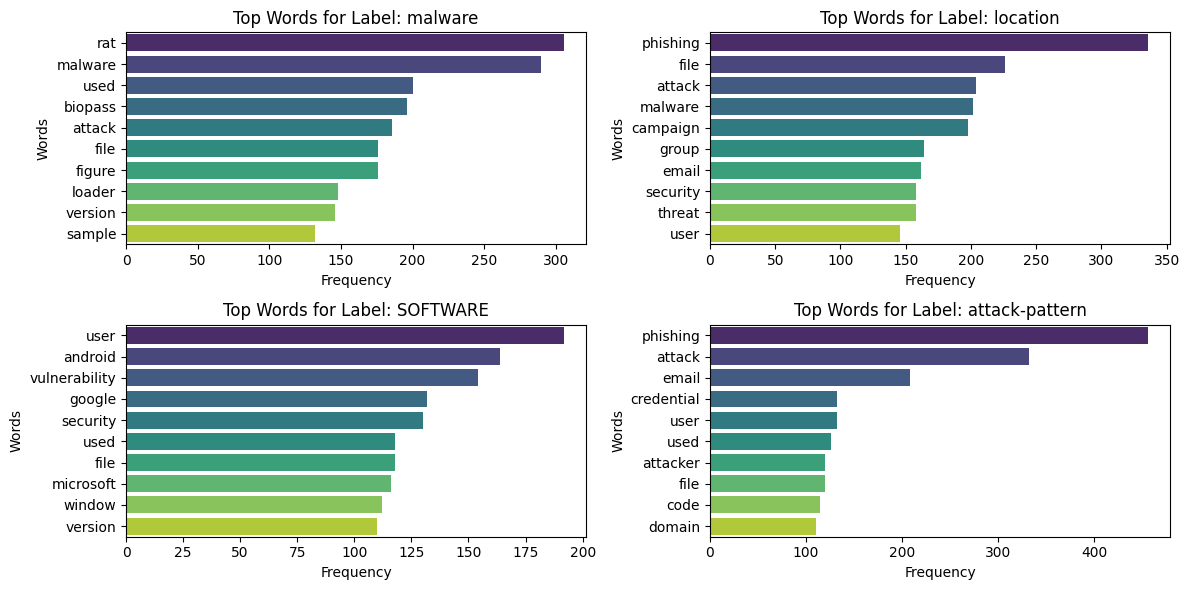 Top Words for Label: malware
rat
malware
used
biopass
attack
file
figure
loader
version
sample
Words
0 50 100 150 200 250 300
Frequency
Top Words for Label: location
phishing
file
attack
malware
campaign
group
email
security
threat
user
Words
0 50 100 150 200 250 300 350
Frequency
Top Words for Label: SOFTWARE
user
android
vulnerability
google
security
used
file
microsoft
window
version
Words
0 25 50 75 100 125 150 175 200
Frequency
Top Words for Label: attack-pattern
phishing
attack
email
credential
user
used
attacker
file
code
domain
Words
0 100 200 300 400
Frequency